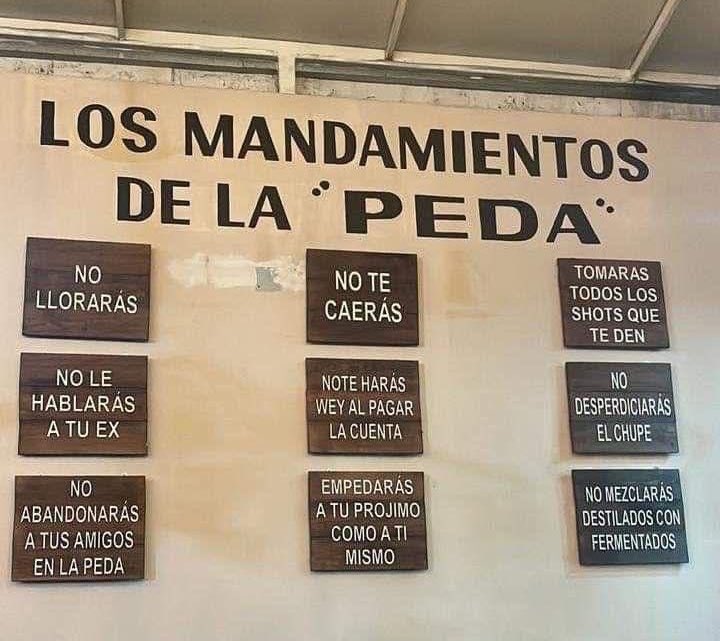 LOS MANDAMIENTOS
DE LA "PEDA"
NO
LLORARÁS
NO TE
CAERÁS
TOMARAS
TODOS LOS
SHOTS QUE
TE DEN
NO LE
HABLARÁS
A TU EX
NOTE HARÁS
WEY AL PAGAR
LA CUENTA
NO
DESPERDICIARÁS
EL CHUPE
NO
ABANDONARÁS
A TUS AMIGOS
EN LA PEDA
EMPEDARÁS
A TU PROJIMO
COMO A TI
MISMO
NO MEZCLARÁS
DESTILADOS CON
FERMENTADOS